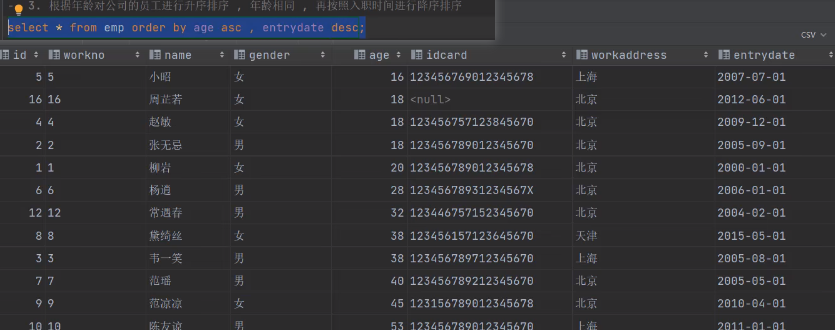 - 3. 根据年龄对公司的员工进行升序排序 , 年龄相同 , 再按照入职时间进行降序排序
select * from emp order by age asc , entrydate desc;
CSV
id workno name gender age idcard workaddress entrydate
5 5 小昭 女 16 123456769012345678 上海 2007-07-01
16 16 周芷若 女 18 <null> 北京 2012-06-01
4 4 赵敏 女 18 123456757123845670 北京 2009-12-01
2 2 张无忌 男 18 123456789012345670 北京 2005-09-01
1 1 柳岩 女 20 123456789012345678 北京 2000-01-01
6 6 杨逍 男 28 12345678931234567X 北京 2006-01-01
12 12 常遇春 男 32 123446757152345670 北京 2004-02-01
8 8 黛绮丝 女 38 123456157123645670 天津 2015-05-01
3 3 韦一笑 男 38 123456789712345670 上海 2005-08-01
7 7 范瑶 男 40 123456789212345670 北京 2005-05-01
9 9 范凉凉 女 45 123156789012345678 北京 2010-04-01
10 10 陈友谅 男 53 123456789012345670 上海 2011-01-01